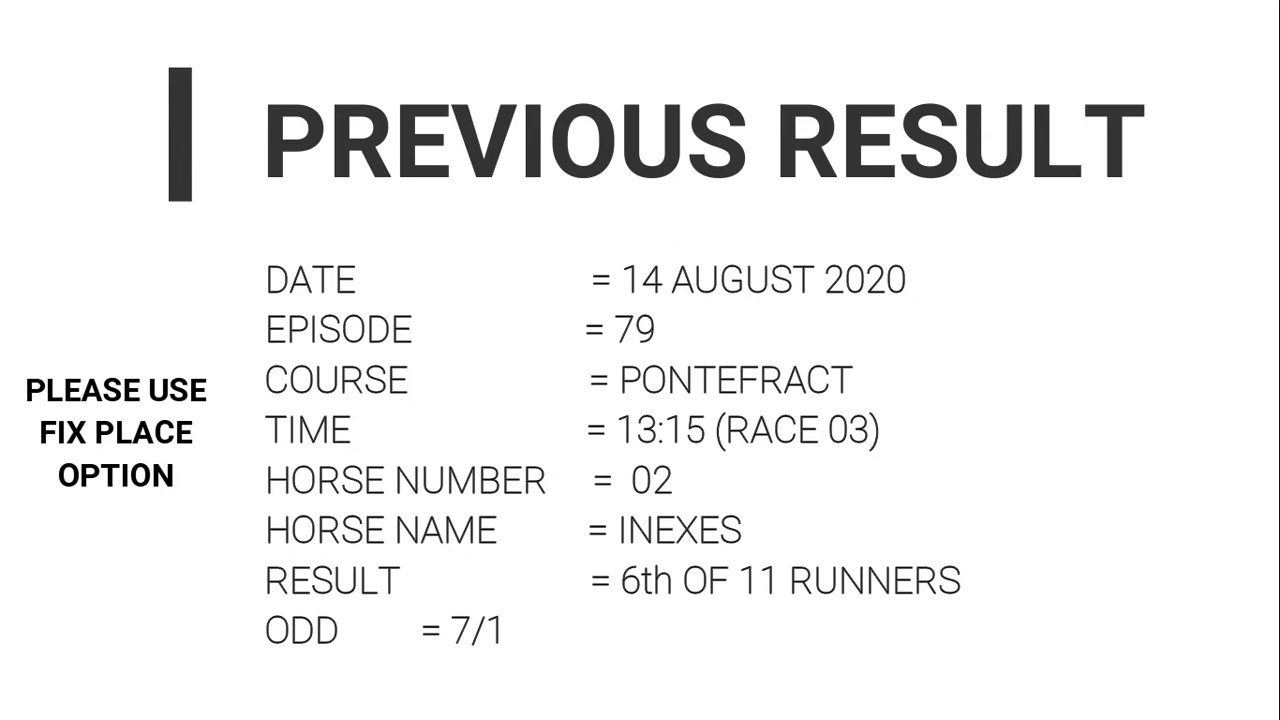 PREVIOUS RESULT
DATE = 14 AUGUST 2020
EPISODE = 79
COURSE = PONTEFRACT
TIME = 13:15 (RACE 03)
HORSE NUMBER = 02
HORSE NAME = INEXES
RESULT = 6th OF 11 RUNNERS
ODD = 7/1
PLEASE USE
FIX PLACE
OPTION